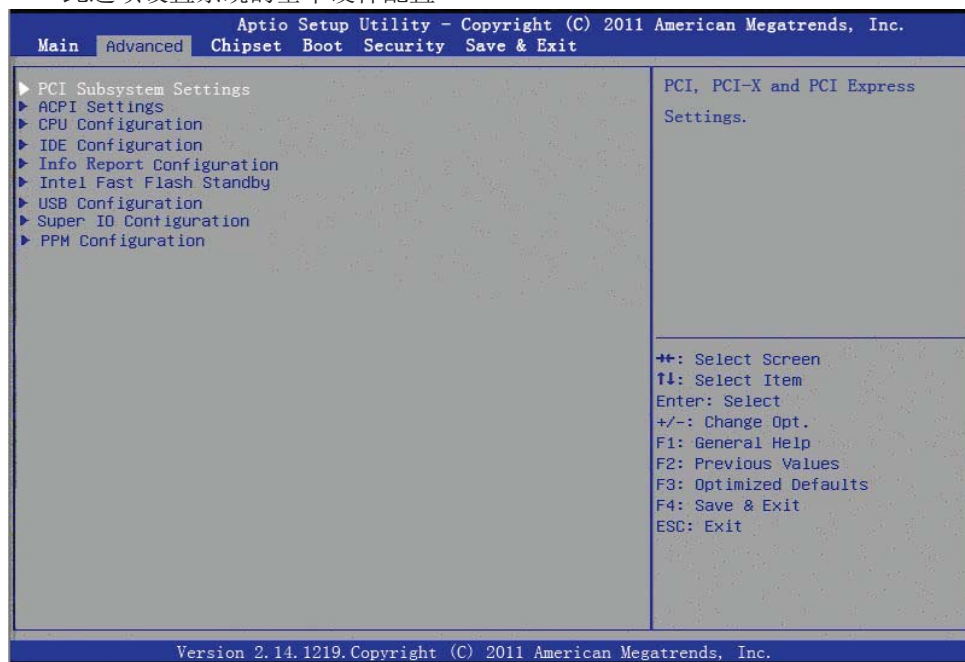 Aptio Setup Utility - Copyright (C) 2011 American Megatrends, Inc.
Main Advanced Chipset Boot Security Save & Exit
PCI Subsystem Settings
ACPI Settings
CPU Configuration
IDE Configuration
Info Report Configuration
Intel Fast Flash Standby
USB Configuration
Super IO Configuration
PPM Configuration
PCI, PCI-X and PCI Express
Settings.
→←: Select Screen
↑↓: Select Item
Enter: Select
+/-: Change Opt.
F1: General Help
F2: Previous Values
F3: Optimized Defaults
F4: Save & Exit
ESC: Exit
Version 2.14.1219.Copyright (C) 2011 American Megatrends, Inc.